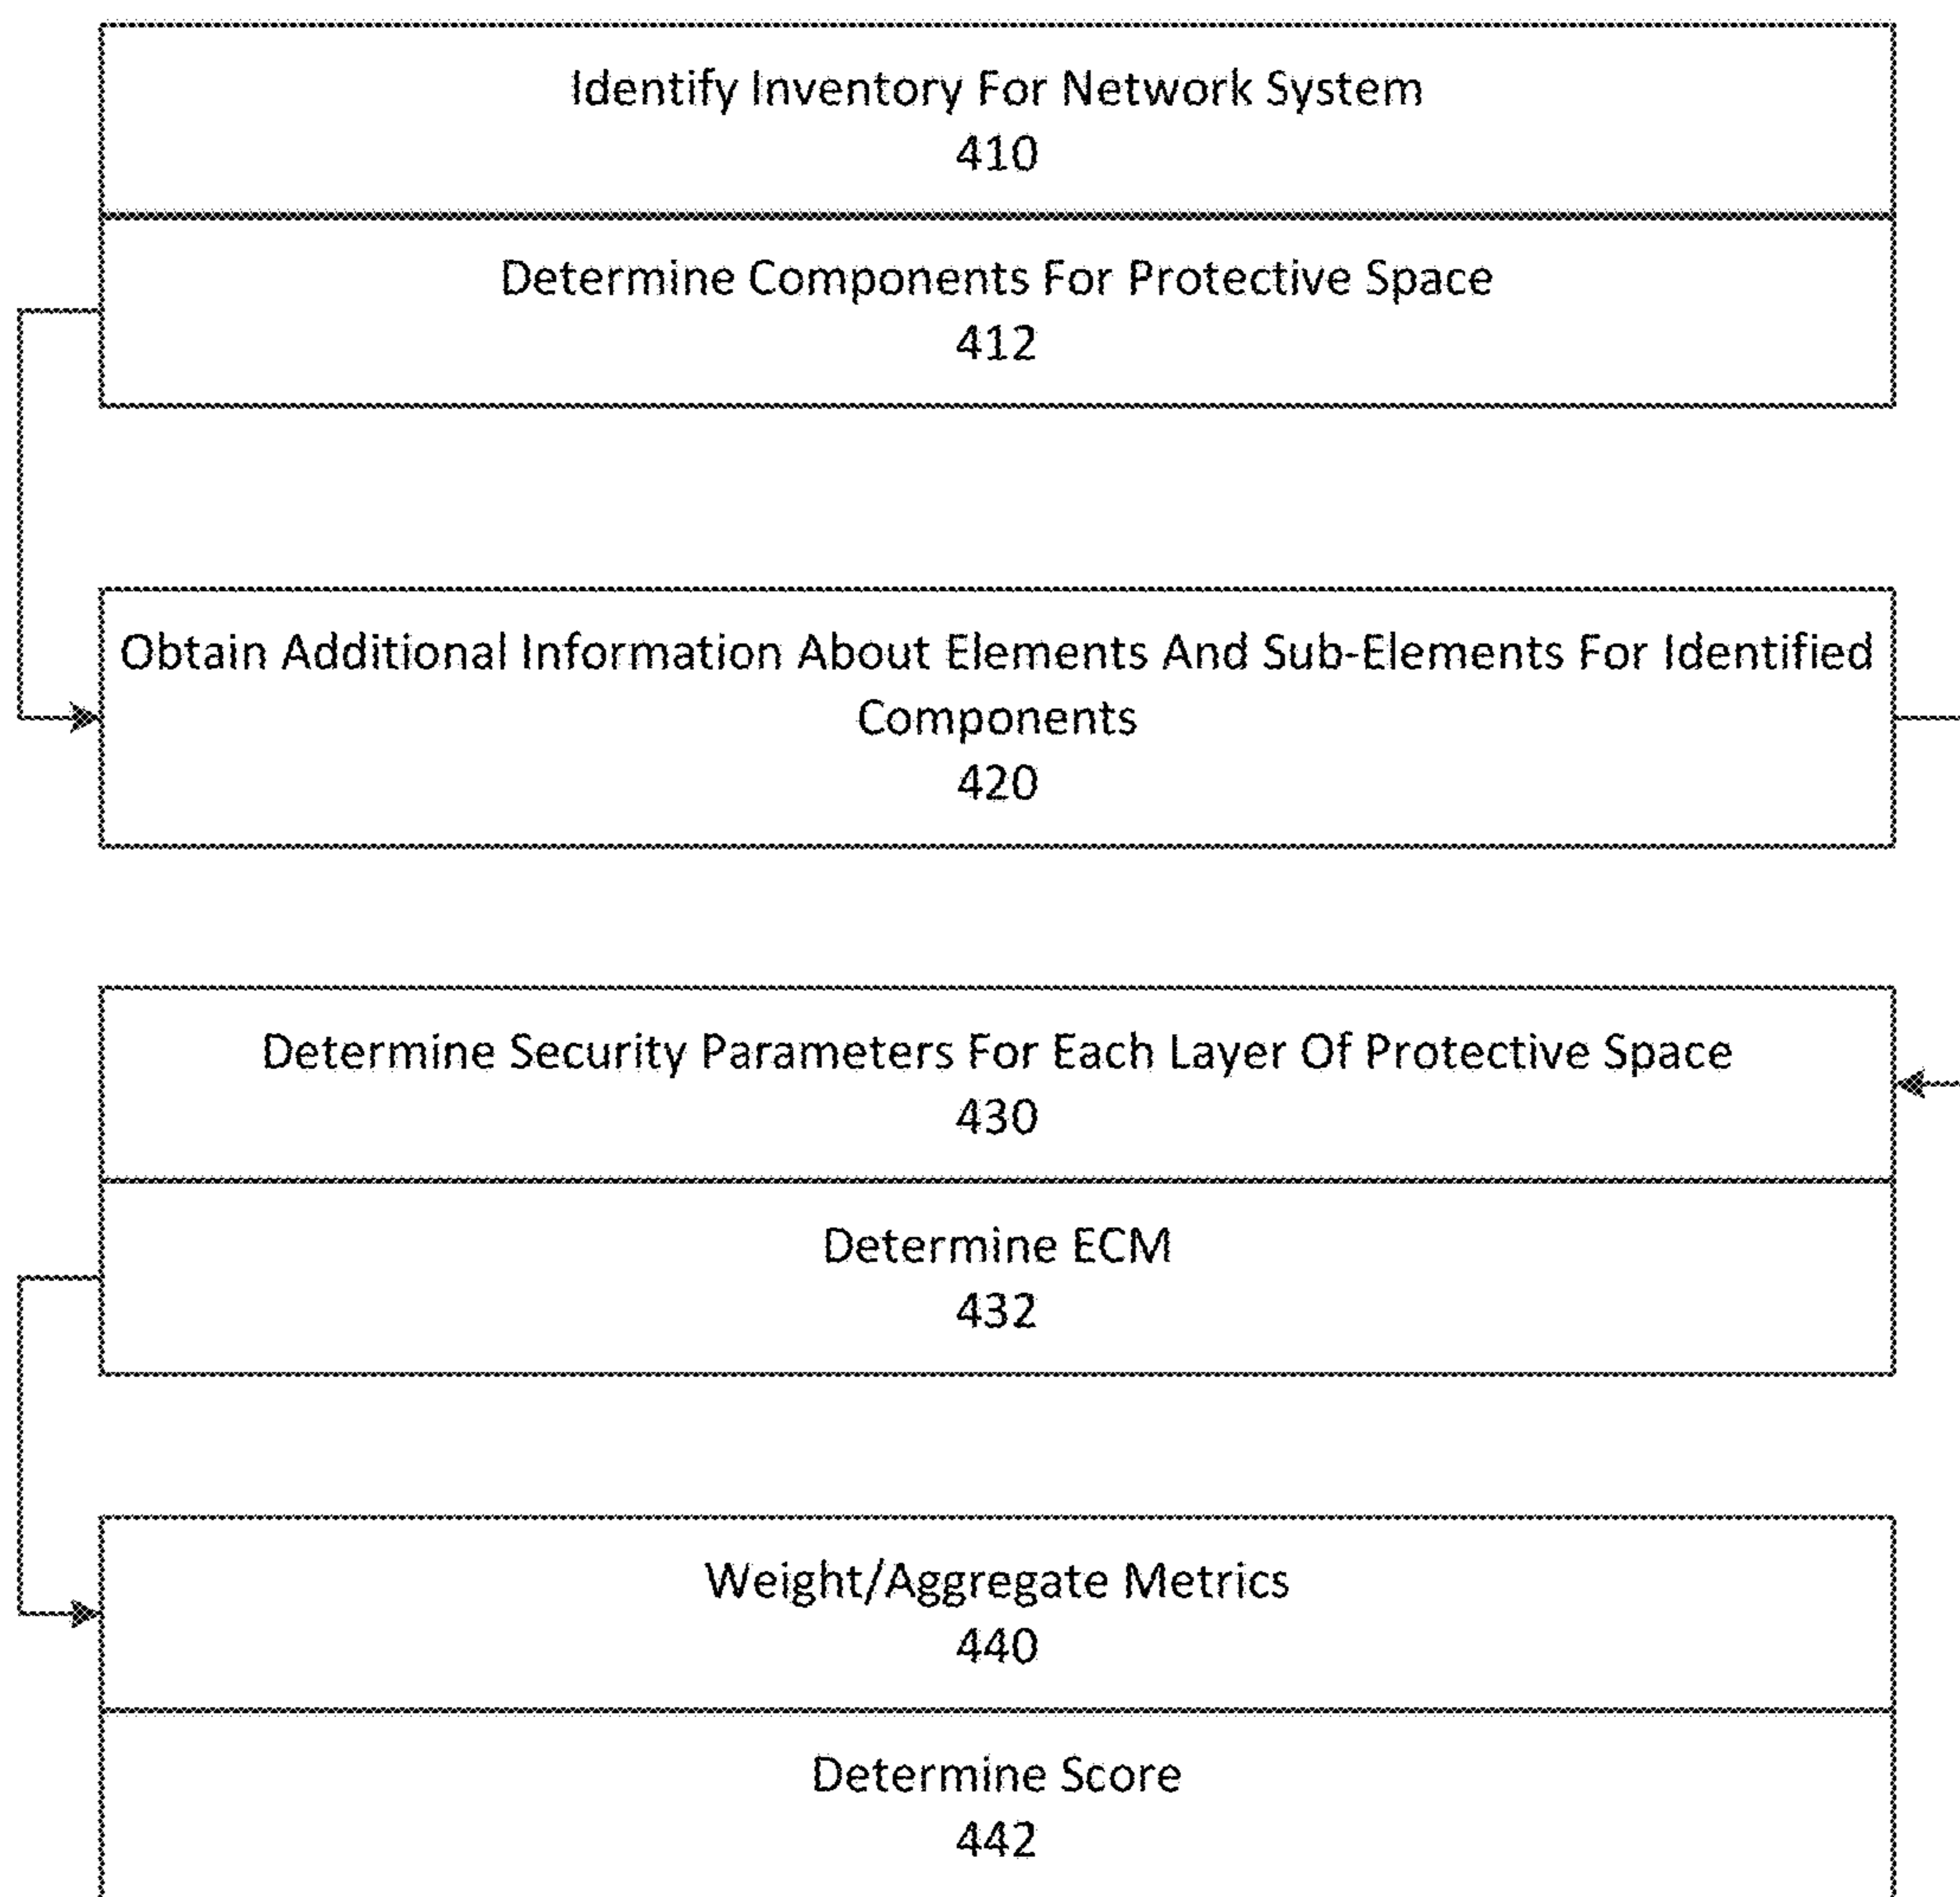 Identify Inventory For Network System
410
Determine Components For Protective Space
412
Obtain Additional Information About Elements And Sub-Elements For Identified
Components
420
Determine Security Parameters For Each Layer Of Protective Space
430
Determine ECM
432
Weight/Aggregate Metrics
440
Determine Score
442